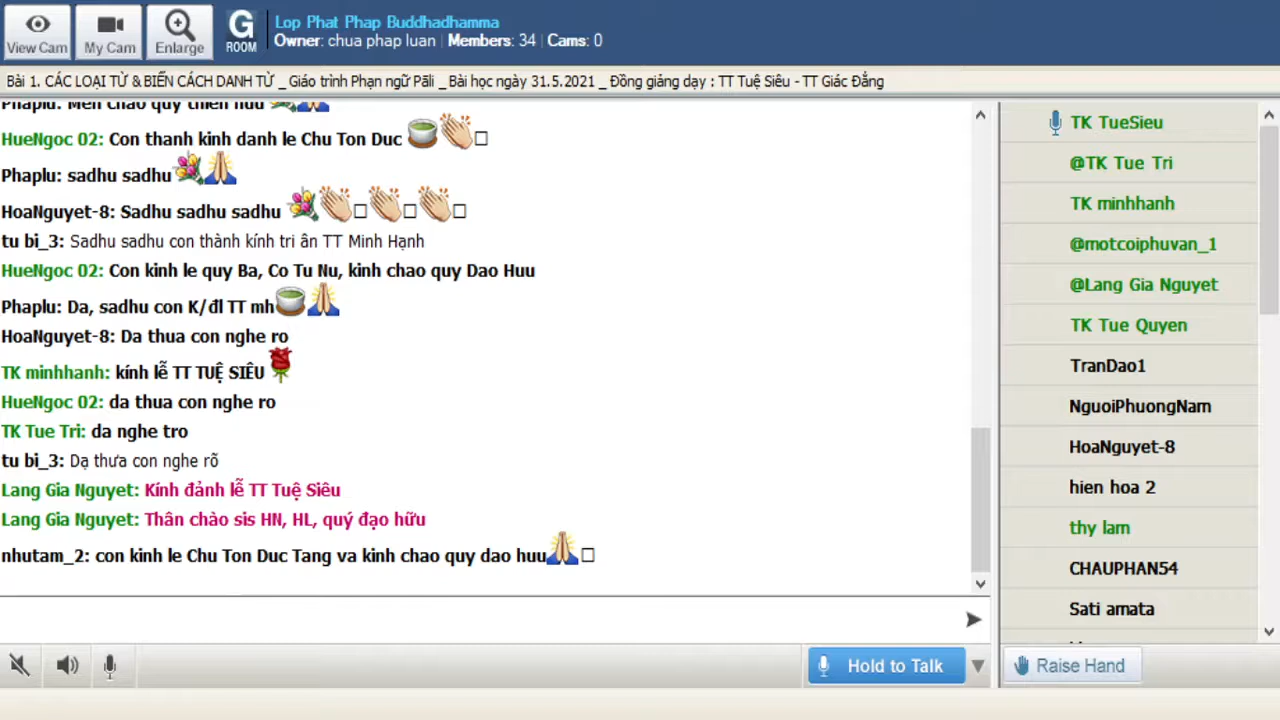 View Cam
My Cam
Enlarge
G
ROOM
Lop Phat Phap Buddhadhamma
Owner: chua phap luan | Members: 34 | Cams: 0
Bài 1. CÁC LOẠI TỪ & BIẾN CÁCH DANH TỪ _ Giáo trình Phạn ngữ Pāli _ Bài học ngày 31.5.2021 _ Đồng giảng dạy : TT Tuệ Siêu - TT Giác Đẳng
Phaplu: Men chao quy thien huu
HueNgoc 02: Con thanh kinh danh le Chu Ton Duc
Phaplu: sadhu sadhu
HoaNguyet-8: Sadhu sadhu sadhu
tu bi_3: Sadhu sadhu con thành kính tri ân TT Minh Hạnh
HueNgoc 02: Con kinh le quy Ba, Co Tu Nu, kinh chao quy Dao Huu
Phaplu: Da, sadhu con K/đl TT mh
HoaNguyet-8: Da thua con nghe ro
TK minhhanh: kính lễ TT TUỆ SIÊU
HueNgoc 02: da thua con nghe ro
TK Tue Tri: da nghe tro
tu bi_3: Dạ thưa con nghe rõ
Lang Gia Nguyet: Kính đảnh lễ TT Tuệ Siêu
Lang Gia Nguyet: Thân chào sis HN, HL, quý đạo hữu
nhutam_2: con kinh le Chu Ton Duc Tang va kinh chao quy dao huu
TK TueSieu
@TK Tue Tri
TK minhhanh
@motcoiphuvan_1
@Lang Gia Nguyet
TK Tue Quyen
TranDao1
NguoiPhuongNam
HoaNguyet-8
hien hoa 2
thy lam
CHAUPHAN54
Sati amata
Hold to Talk
Raise Hand